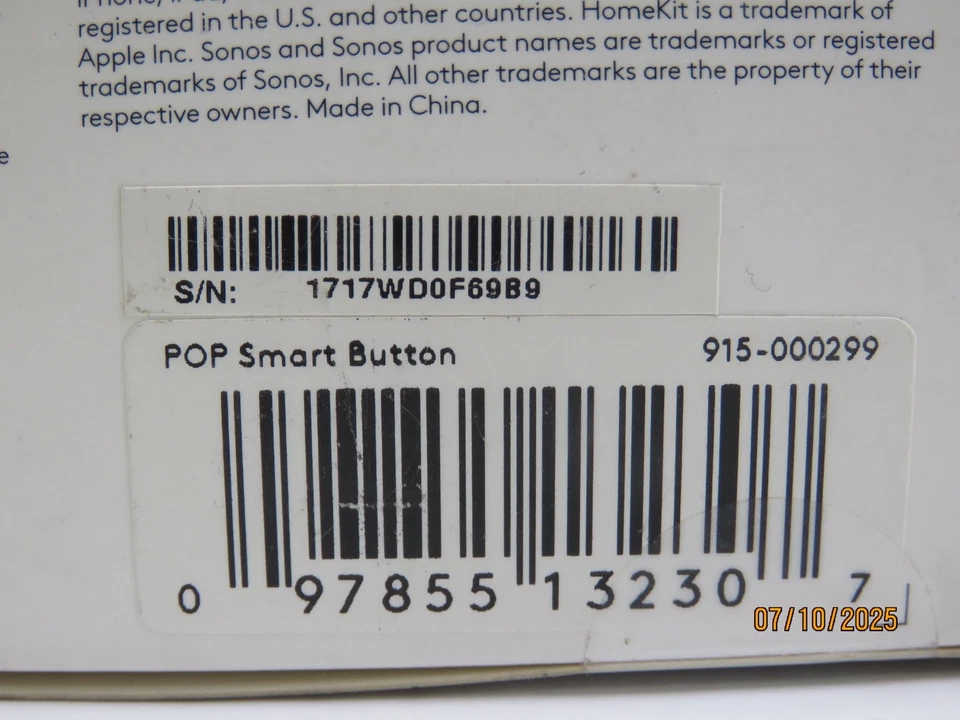 registered in the U.S. and other countries. HomeKit is a trademark of
Apple Inc. Sonos and Sonos product names are trademarks or registered
trademarks of Sonos, Inc. All other trademarks are the property of their
respective owners. Made in China.
e
S/N: 1717WD0F69B9
POP Smart Button 915-000299
0 97855 13230 7
07/10/2025